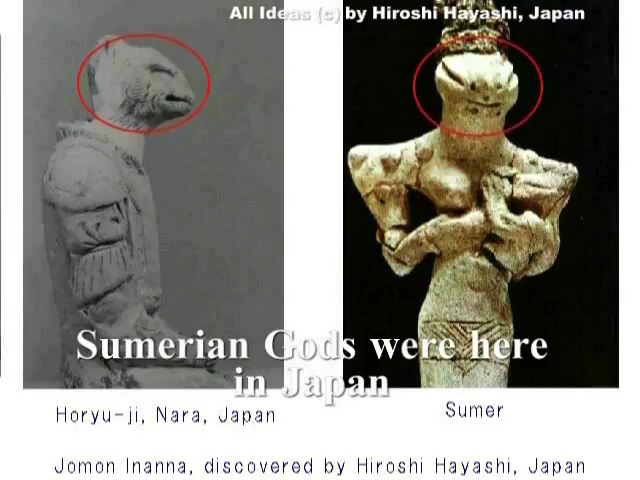 All Ideas (c) by Hiroshi Hayashi, Japan
Sumerian Gods were here
in Japan
Horyu-ji, Nara, Japan
Sumer
Jomon Inanna, discovered by Hiroshi Hayashi, Japan